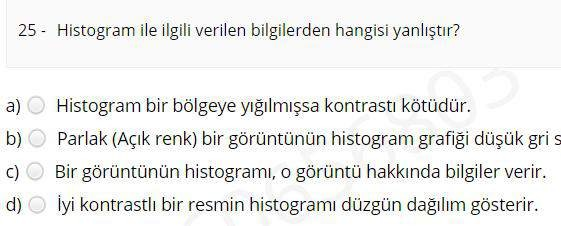 25 - Histogram ile ilgili verilen bilgilerden hangisi yanlıştır?
a) Histogram bir bölgeye yığılmışsa kontrastı kötüdür.
b) Parlak (Açık renk) bir görüntünün histogram grafiği düşük gri s
c) Bir görüntünün histogramı, o görüntü hakkında bilgiler verir.
d) İyi kontrastlı bir resmin histogramı düzgün dağılım gösterir.